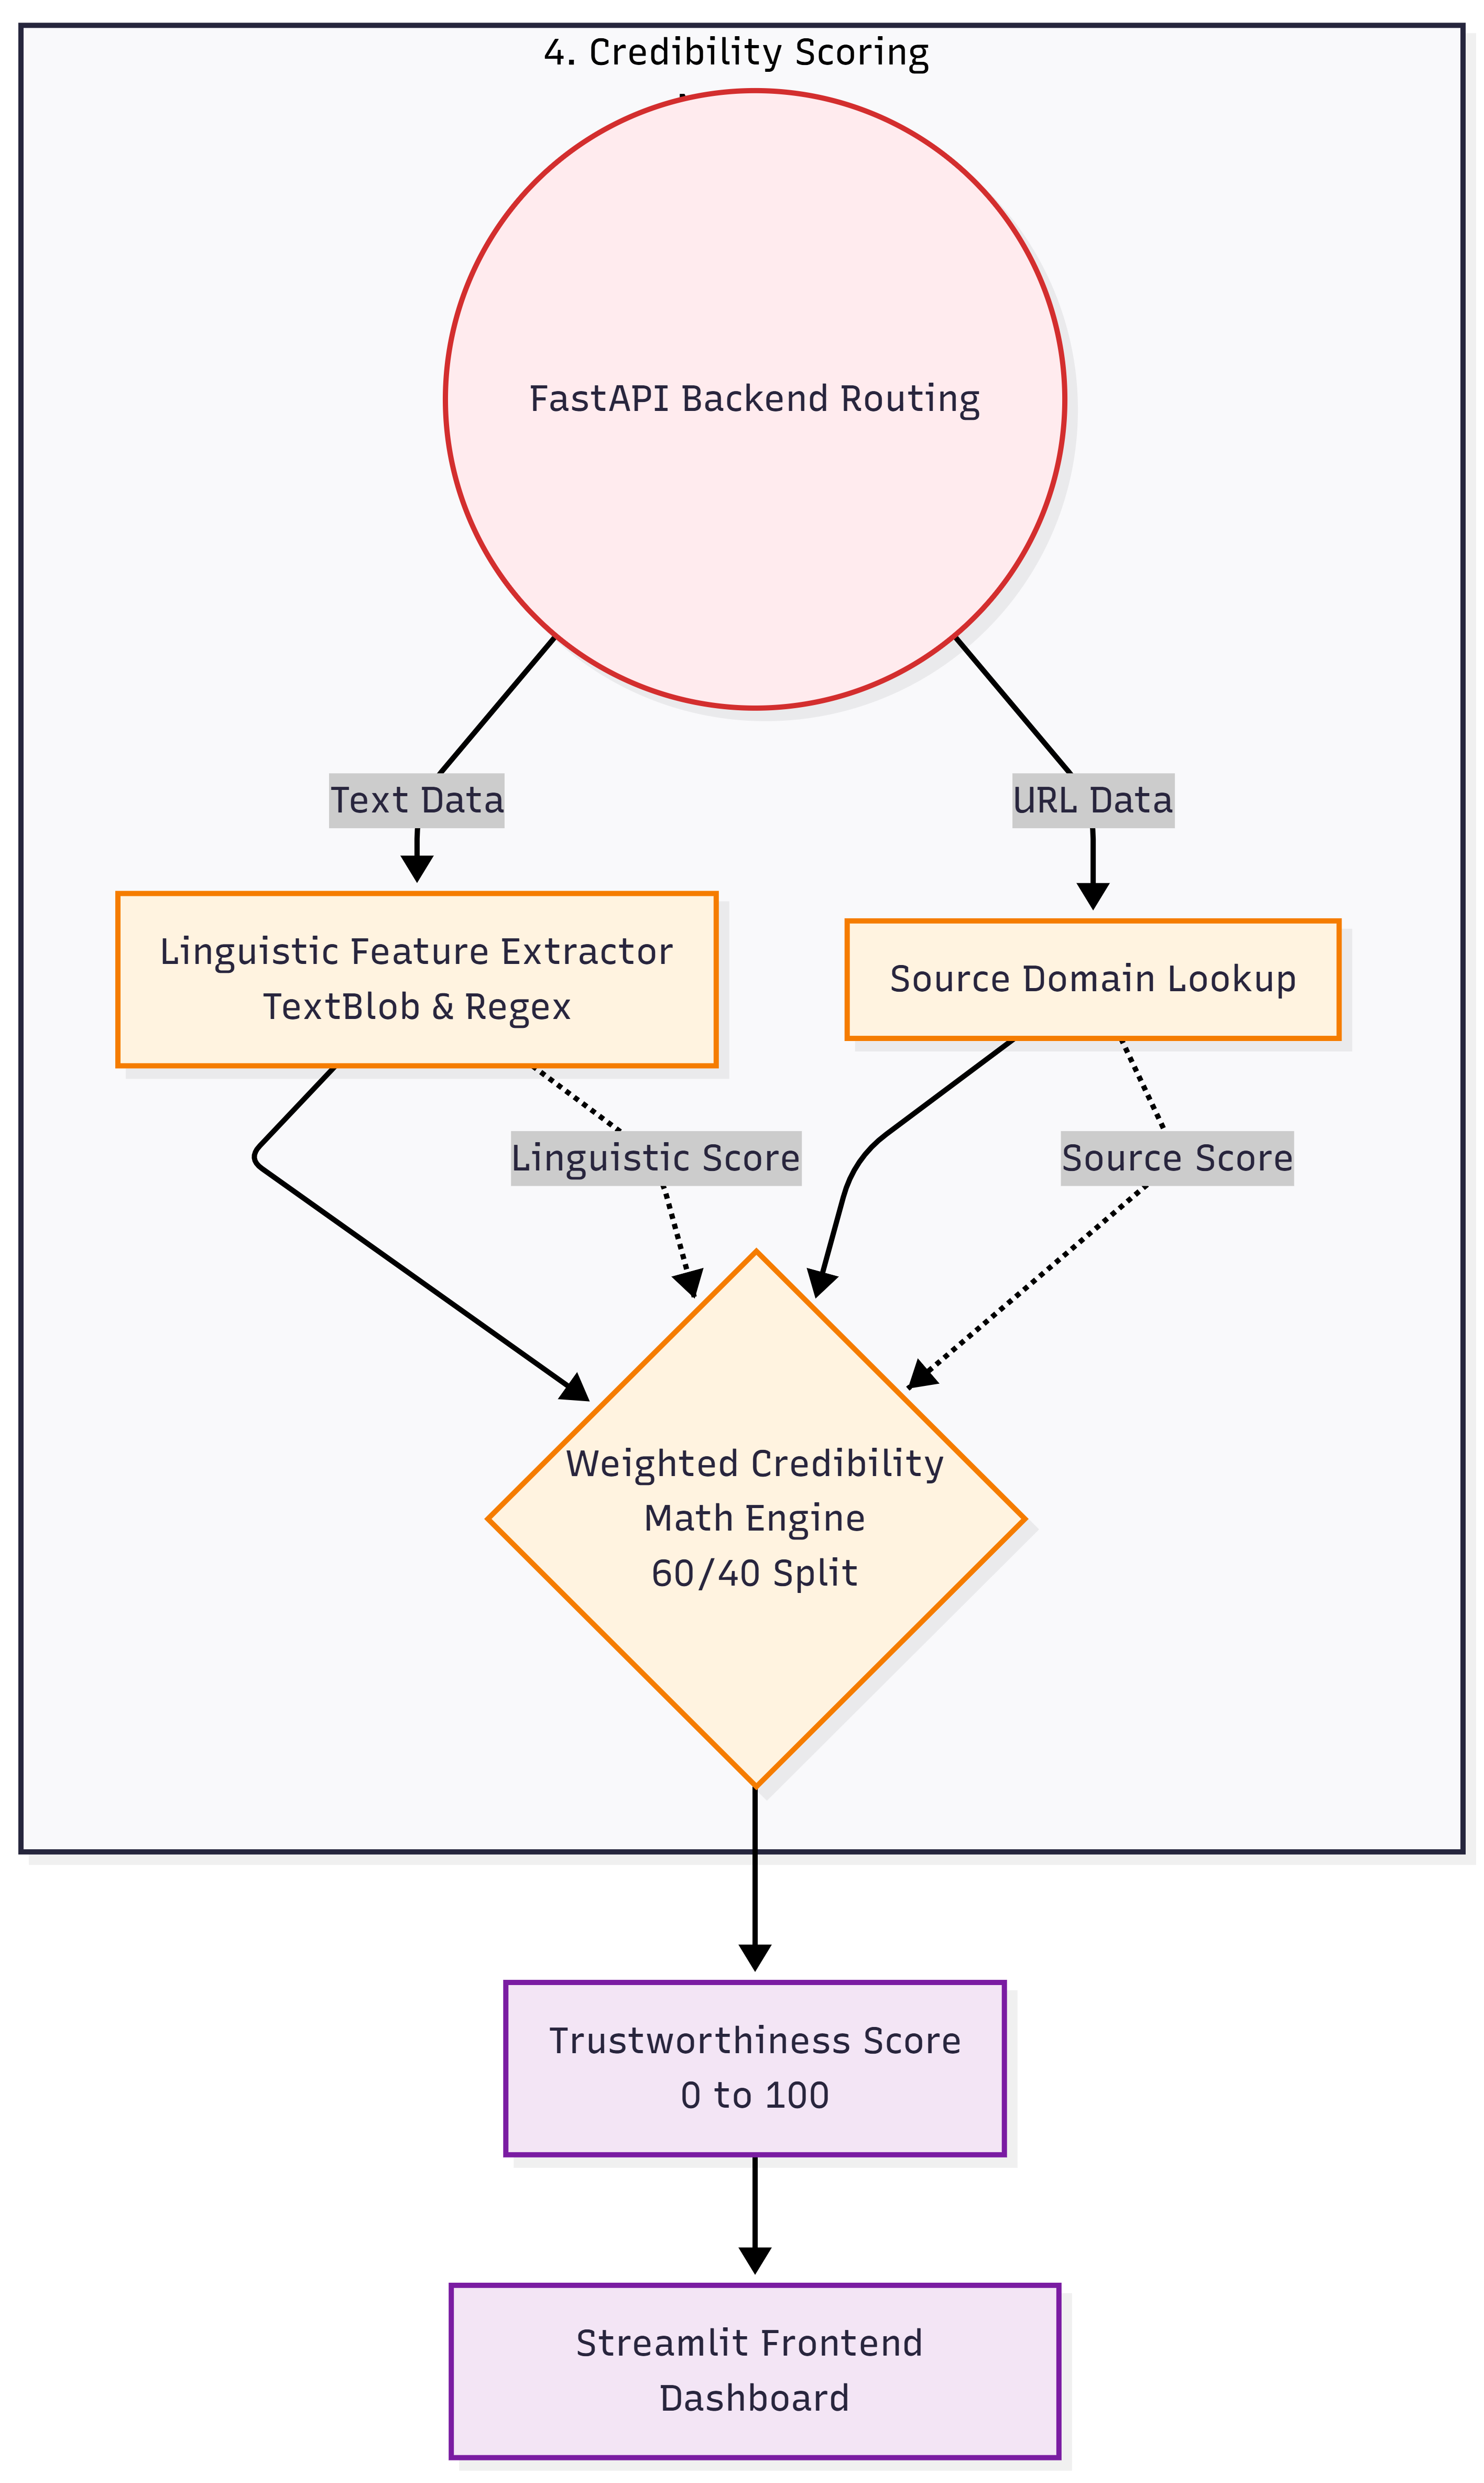 4. Credibility Scoring
FastAPI Backend Routing
Text Data
URL Data
Linguistic Feature Extractor
TextBlob & Regex
Source Domain Lookup
Linguistic Score
Source Score
Weighted Credibility
Math Engine
60/40 Split
Trustworthiness Score
0 to 100
Streamlit Frontend
Dashboard